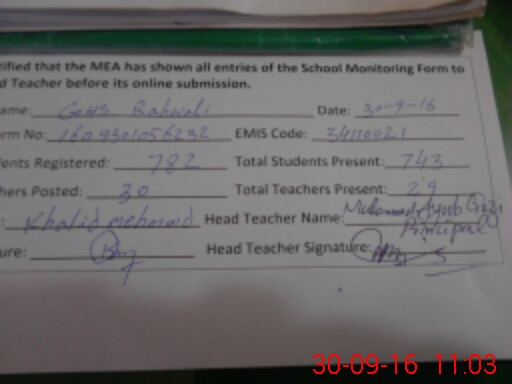 ified that the MEA has shown all entries of the School Monitoring Form to
d Teacher before its online submission.
ame: GHS Rahwali Date: 30-9-16
rm No: 1609301056232 EMIS Code: 34110021
ents Registered: 782 Total Students Present: 743
hers Posted: 30 Total Teachers Present: 29
: Khalid mehmood Head Teacher Name: Muhammad Ayub
Principal
ure: Head Teacher Signature:
30-09-16 11:03